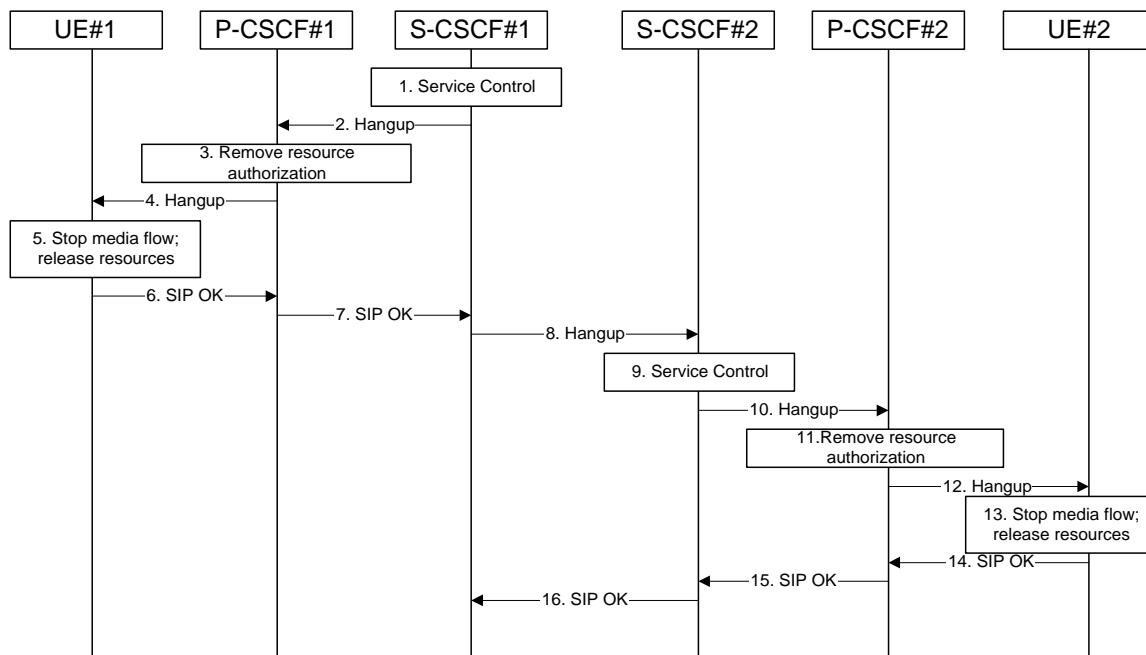 UE#1
P-CSCF#1
S-CSCF#1
S-CSCF#2
P-CSCF#2
UE#2
1. Service Control
2. Hangup
3. Remove resource
authorization
4. Hangup
5. Stop media flow;
release resources
6. SIP OK
7. SIP OK
8. Hangup
9. Service Control
10. Hangup
11.Remove resource
authorization
12. Hangup
13. Stop media flow;
release resources
14. SIP OK
15. SIP OK
16. SIP OK